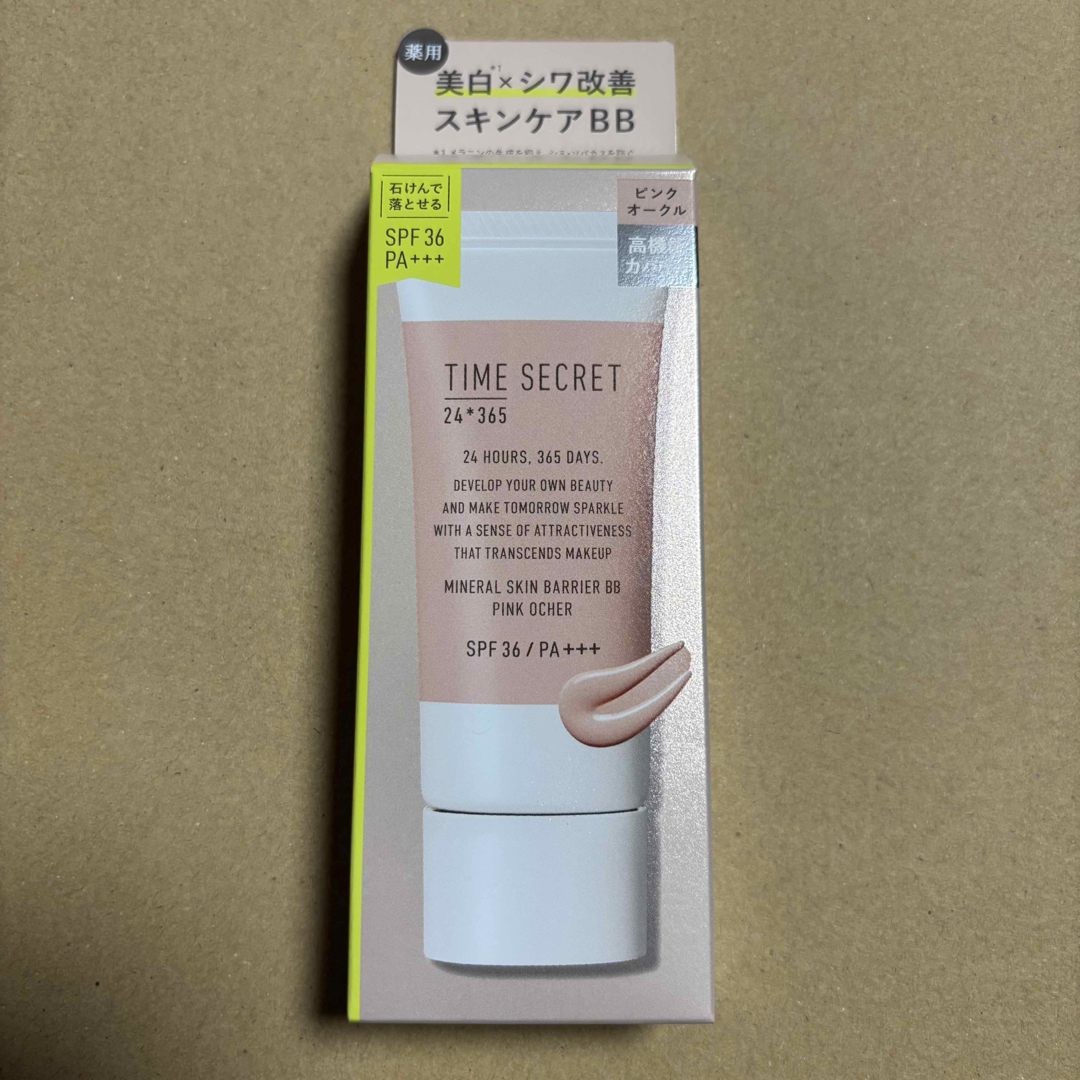 薬用
美白*1×シワ改善
スキンケアBB
石けんで
落とせる
SPF 36
PA+++
ピンク
オークル
TIME SECRET
24*365
24 HOURS, 365 DAYS.
DEVELOP YOUR OWN BEAUTY
AND MAKE TOMORROW SPARKLE
WITH A SENSE OF ATTRACTIVENESS
THAT TRANSCENDS MAKEUP
MINERAL SKIN BARRIER BB
PINK OCHER
SPF 36 / PA+++